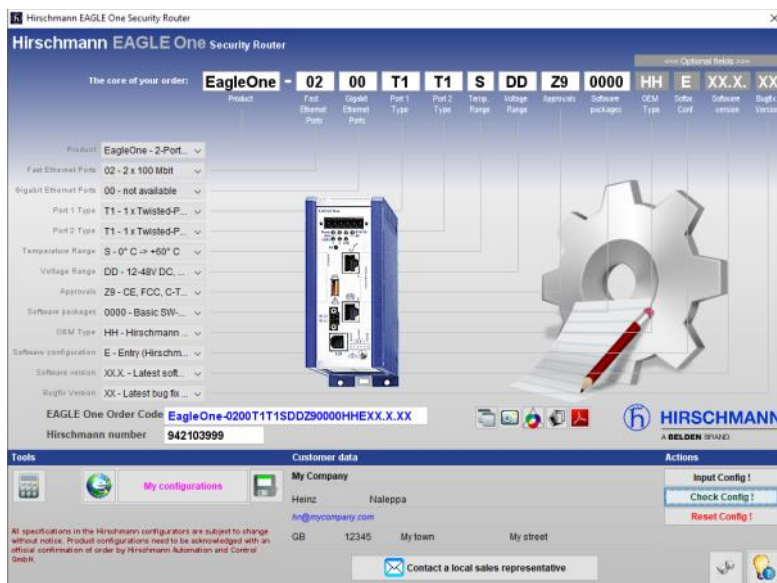 Hirschmann EAGLE One Security Router
Hirschmann EAGLE One Security Router
<<< Optional fields >>>
The core of your order: EagleOne - 02 00 T1 T1 S DD Z9 0000 HH E XX.X. XX
Product Fast Ethernet Ports Gigabit Ethernet Ports Port 1 Type Port 2 Type Temp. Range Voltage Range Approvals Software packages OEM Type Softw. Conf. Software version Bugfix Version
Product EagleOne - 2-Port...
Fast Ethernet Ports 02 - 2 x 100 Mbit
Gigabit Ethernet Ports 00 - not available
Port 1 Type T1 - 1 x Twisted-P...
Port 2 Type T1 - 1 x Twisted-P...
Temperature Range S - 0° C -> +60° C
Voltage Range DD - 12-48V DC, ...
Approvals Z9 - CE, FCC, C-T...
Software packages 0000 - Basic SW-...
OEM Type HH - Hirschmann ...
Software configuration E - Entry (Hirschm...
Software version XX.X. - Latest soft...
Bugfix Version XX - Latest bug fix ...
EAGLE One Order Code EagleOne-0200T1T1SDDZ90000HHEXX.X.XX
Hirschmann number 942103999
HIRSCHMANN
A BELDEN BRAND
Tools Customer data Actions
My configurations
My Company
Heinz Naleppa
hn@mycompany.com
GB 12345 My town My street
Contact a local sales representative
Input Config !
Check Config !
Reset Config !
All specifications in the Hirschmann configurators are subject to change
without notice. Product configurations need to be acknowledged with an
official confirmation of order by Hirschmann Automation and Control
GmbH.